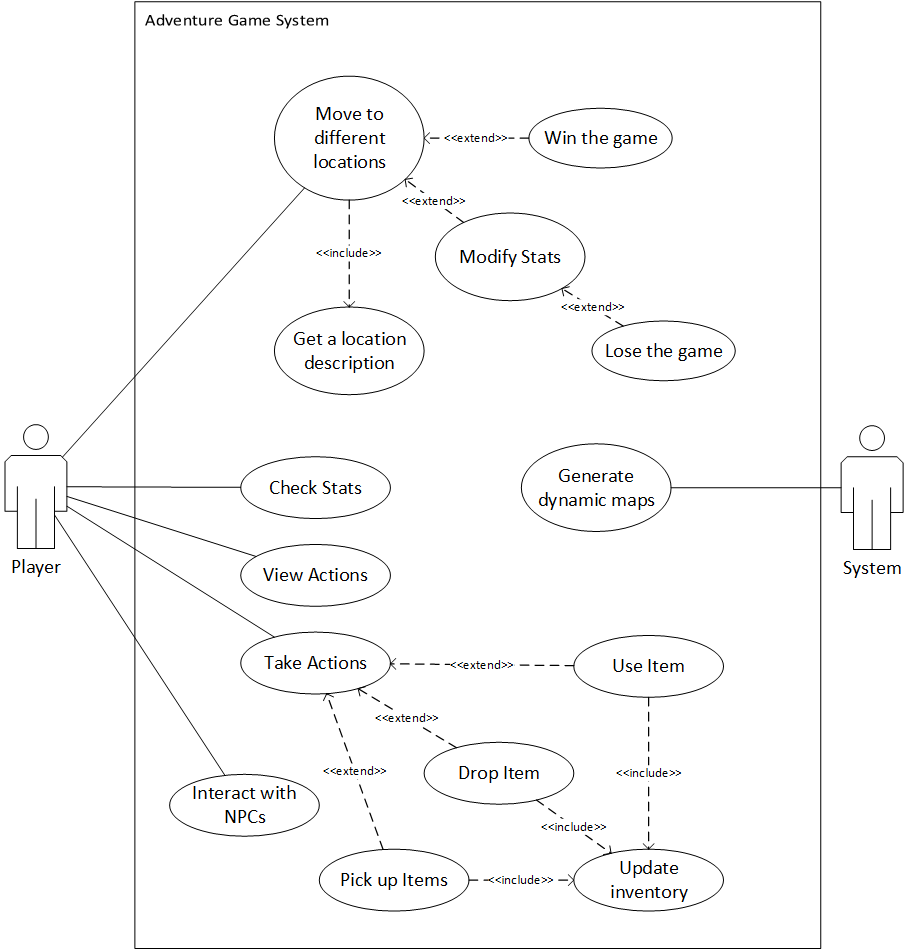 Adventure Game System
Move to
different
locations
<<extend>>
Win the game
<<extend>>
<<include>>
Modify Stats
<<extend>>
Get a location
description
Lose the game
Check Stats
Generate
dynamic maps
Player
System
View Actions
Take Actions
<<extend>>
Use Item
<<extend>>
<<extend>>
Drop Item
<<include>>
Interact with
NPCs
<<include>>
Pick up Items
<<include>>
Update
inventory